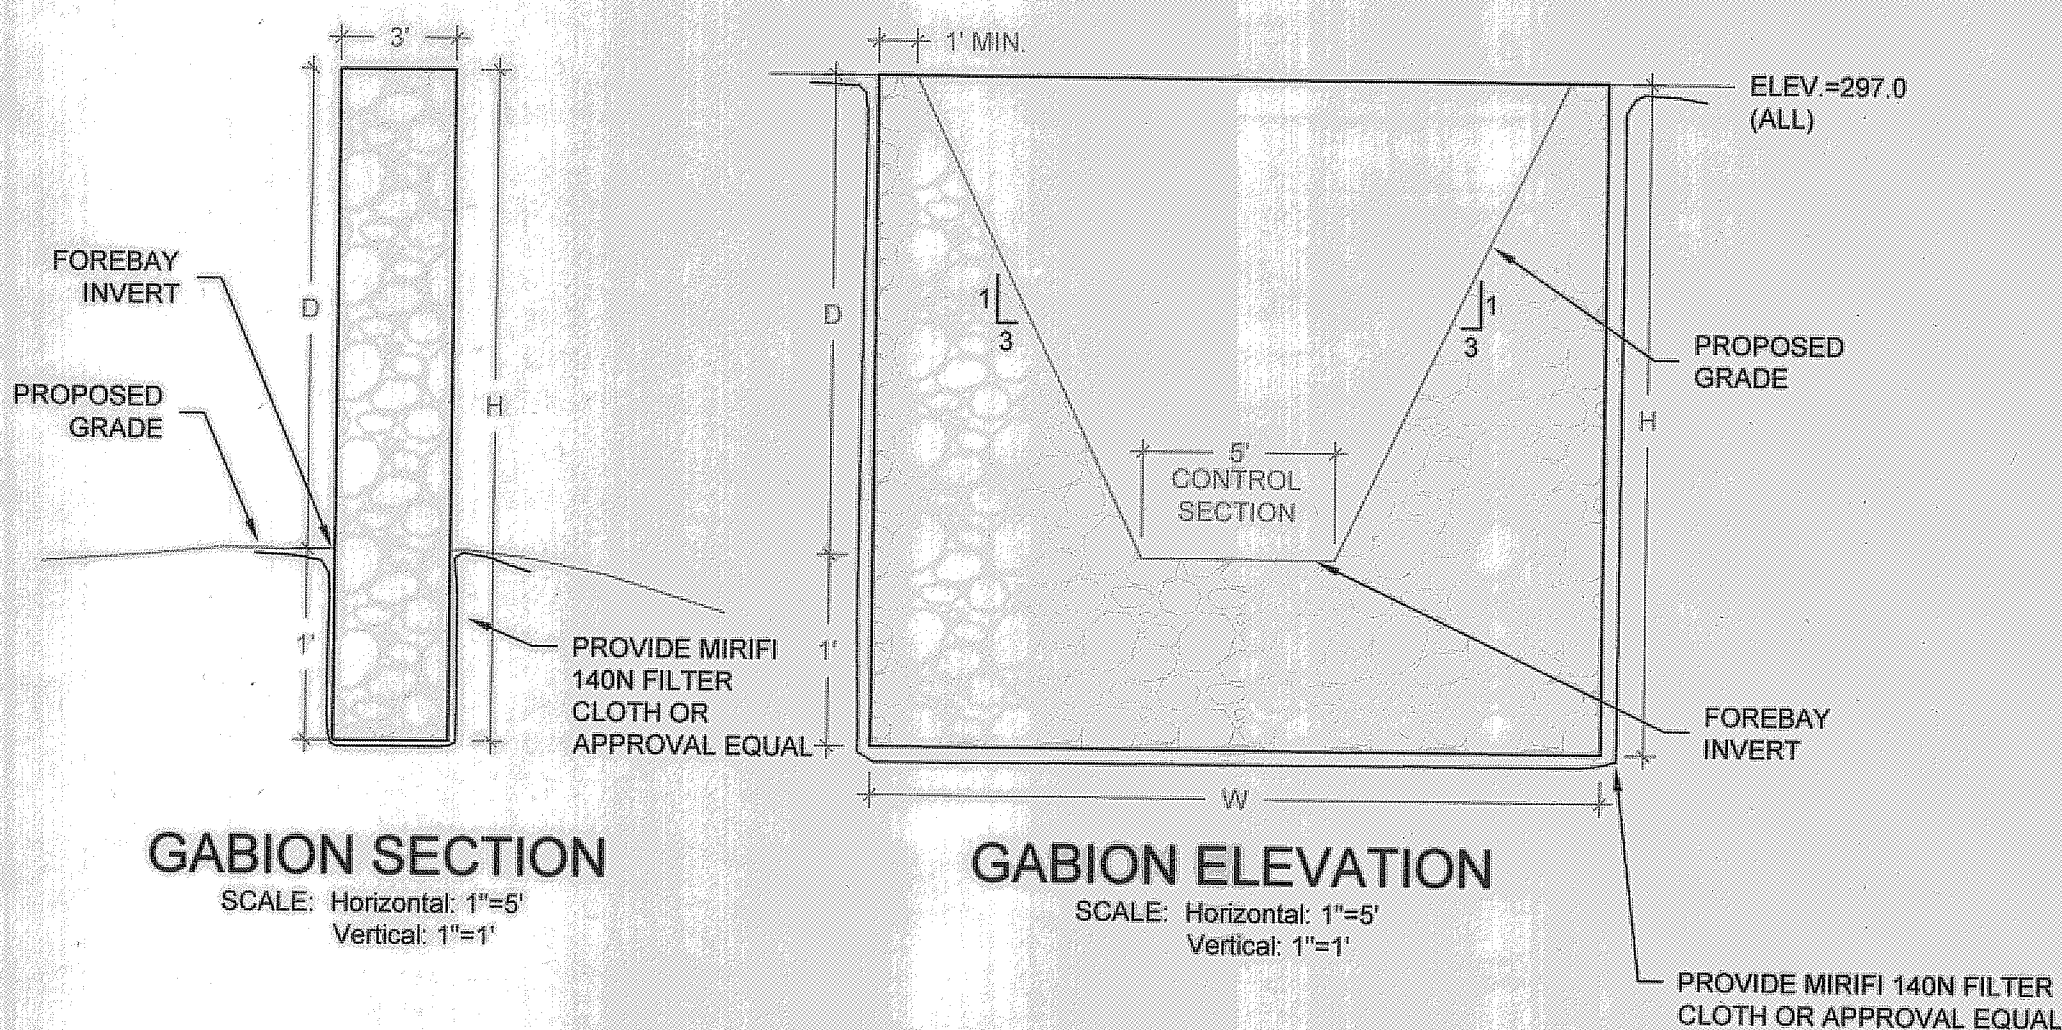 3'
FOREBAY
INVERT
D
PROPOSED
GRADE
H
1'
PROVIDE MIRIFI
140N FILTER
CLOTH OR
APPROVAL EQUAL
GABION SECTION
SCALE: Horizontal: 1"=5'
Vertical: 1"=1'
1' MIN.
ELEV.=297.0
(ALL)
D
1
3
1
3
PROPOSED
GRADE
H
5'
CONTROL
SECTION
1'
FOREBAY
INVERT
W
GABION ELEVATION
SCALE: Horizontal: 1"=5'
Vertical: 1"=1'
PROVIDE MIRIFI 140N FILTER
CLOTH OR APPROVAL EQUAL